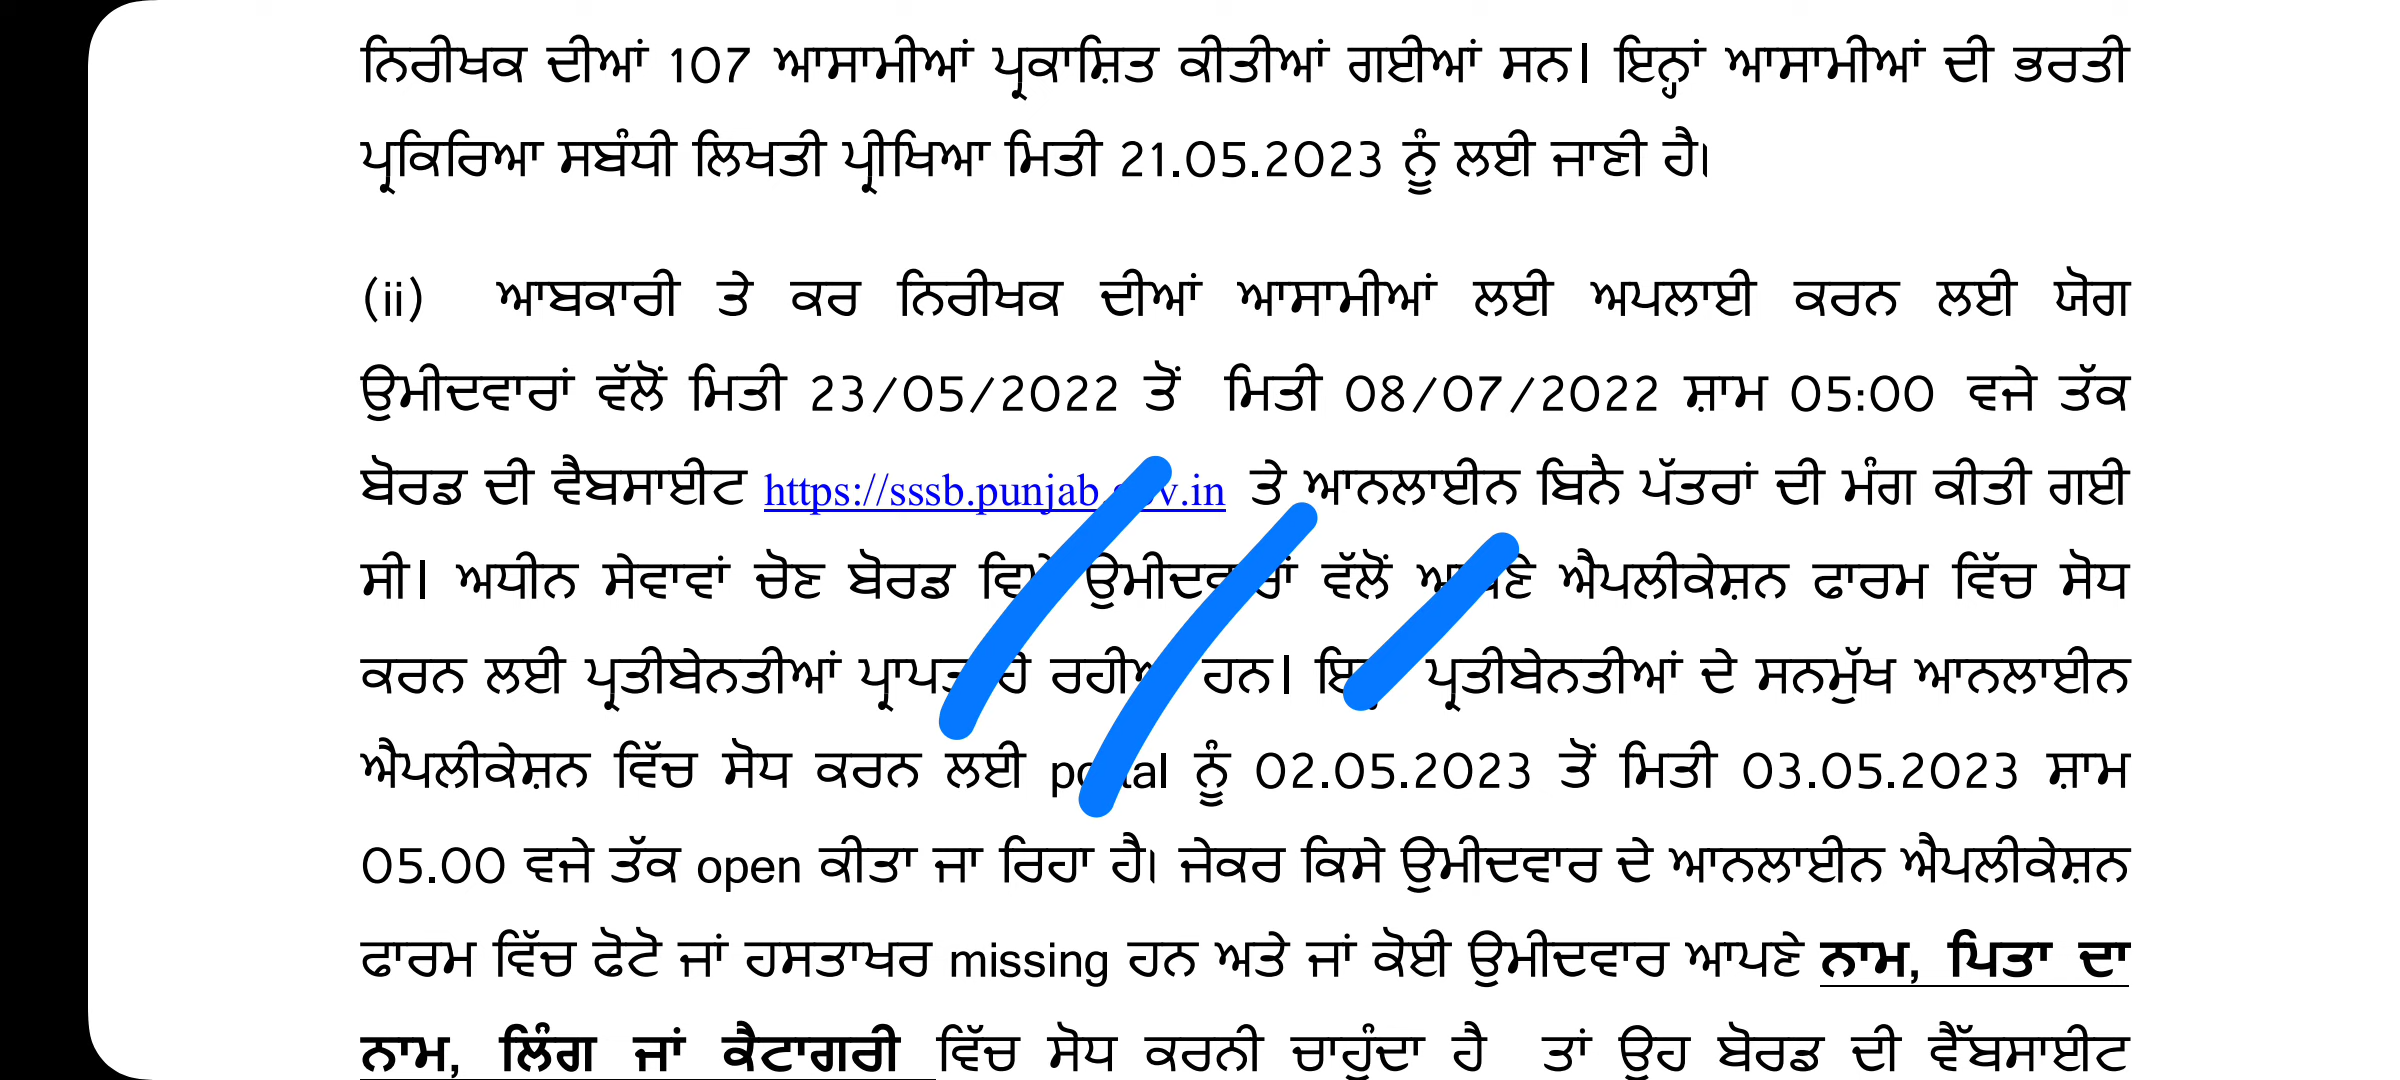 ਨਿਰੀਖਕ ਦੀਆਂ 107 ਆਸਾਮੀਆਂ ਪ੍ਰਕਾਸ਼ਿਤ ਕੀਤੀਆਂ ਗਈਆਂ ਸਨ। ਇਨ੍ਹਾਂ ਆਸਾਮੀਆਂ ਦੀ ਭਰਤੀ
ਪ੍ਰਕਿਰਿਆ ਸਬੰਧੀ ਲਿਖਤੀ ਪ੍ਰੀਖਿਆ ਮਿਤੀ 21.05.2023 ਨੂੰ ਲਈ ਜਾਣੀ ਹੈ।
(ii) ਆਬਕਾਰੀ ਤੇ ਕਰ ਨਿਰੀਖਕ ਦੀਆਂ ਆਸਾਮੀਆਂ ਲਈ ਅਪਲਾਈ ਕਰਨ ਲਈ ਯੋਗ
ਉਮੀਦਵਾਰਾਂ ਵੱਲੋਂ ਮਿਤੀ 23/05/2022 ਤੋਂ ਮਿਤੀ 08/07/2022 ਸ਼ਾਮ 05:00 ਵਜੇ ਤੱਕ
ਬੋਰਡ ਦੀ ਵੈਬਸਾਈਟ https://sssb.punjab.gov.in ਤੇ ਆਨਲਾਈਨ ਬਿਨੈ ਪੱਤਰਾਂ ਦੀ ਮੰਗ ਕੀਤੀ ਗਈ
ਸੀ। ਅਧੀਨ ਸੇਵਾਵਾਂ ਚੋਣ ਬੋਰਡ ਵਿਖੇ ਉਮੀਦਵਾਰਾਂ ਵੱਲੋਂ ਆਪਣੇ ਐਪਲੀਕੇਸ਼ਨ ਫਾਰਮ ਵਿੱਚ ਸੋਧ
ਕਰਨ ਲਈ ਪ੍ਰਤੀਬੇਨਤੀਆਂ ਪ੍ਰਾਪਤ ਹੋ ਰਹੀਆਂ ਹਨ। ਪ੍ਰਤੀਬੇਨਤੀਆਂ ਦੇ ਸਨਮੁੱਖ ਆਨਲਾਈਨ
ਐਪਲੀਕੇਸ਼ਨ ਵਿੱਚ ਸੋਧ ਕਰਨ ਲਈ portal ਨੂੰ 02.05.2023 ਤੋਂ ਮਿਤੀ 03.05.2023 ਸ਼ਾਮ
05.00 ਵਜੇ ਤੱਕ open ਕੀਤਾ ਜਾ ਰਿਹਾ ਹੈ। ਜੇਕਰ ਕਿਸੇ ਉਮੀਦਵਾਰ ਦੇ ਆਨਲਾਈਨ ਐਪਲੀਕੇਸ਼ਨ
ਫਾਰਮ ਵਿੱਚ ਫੋਟੋ ਜਾਂ ਹਸਤਾਖਰ missing ਹਨ ਅਤੇ ਜਾਂ ਕੋਈ ਉਮੀਦਵਾਰ ਆਪਣੇ ਨਾਮ, ਪਿਤਾ ਦਾ
ਨਾਮ, ਲਿੰਗ ਜਾਂ ਕੈਟਾਗਰੀ ਵਿੱਚ ਸੋਧ ਕਰਨੀ ਚਾਹੁੰਦਾ ਹੈ ਤਾਂ ਉਹ ਬੋਰਡ ਦੀ ਵੈੱਬਸਾਈਟ